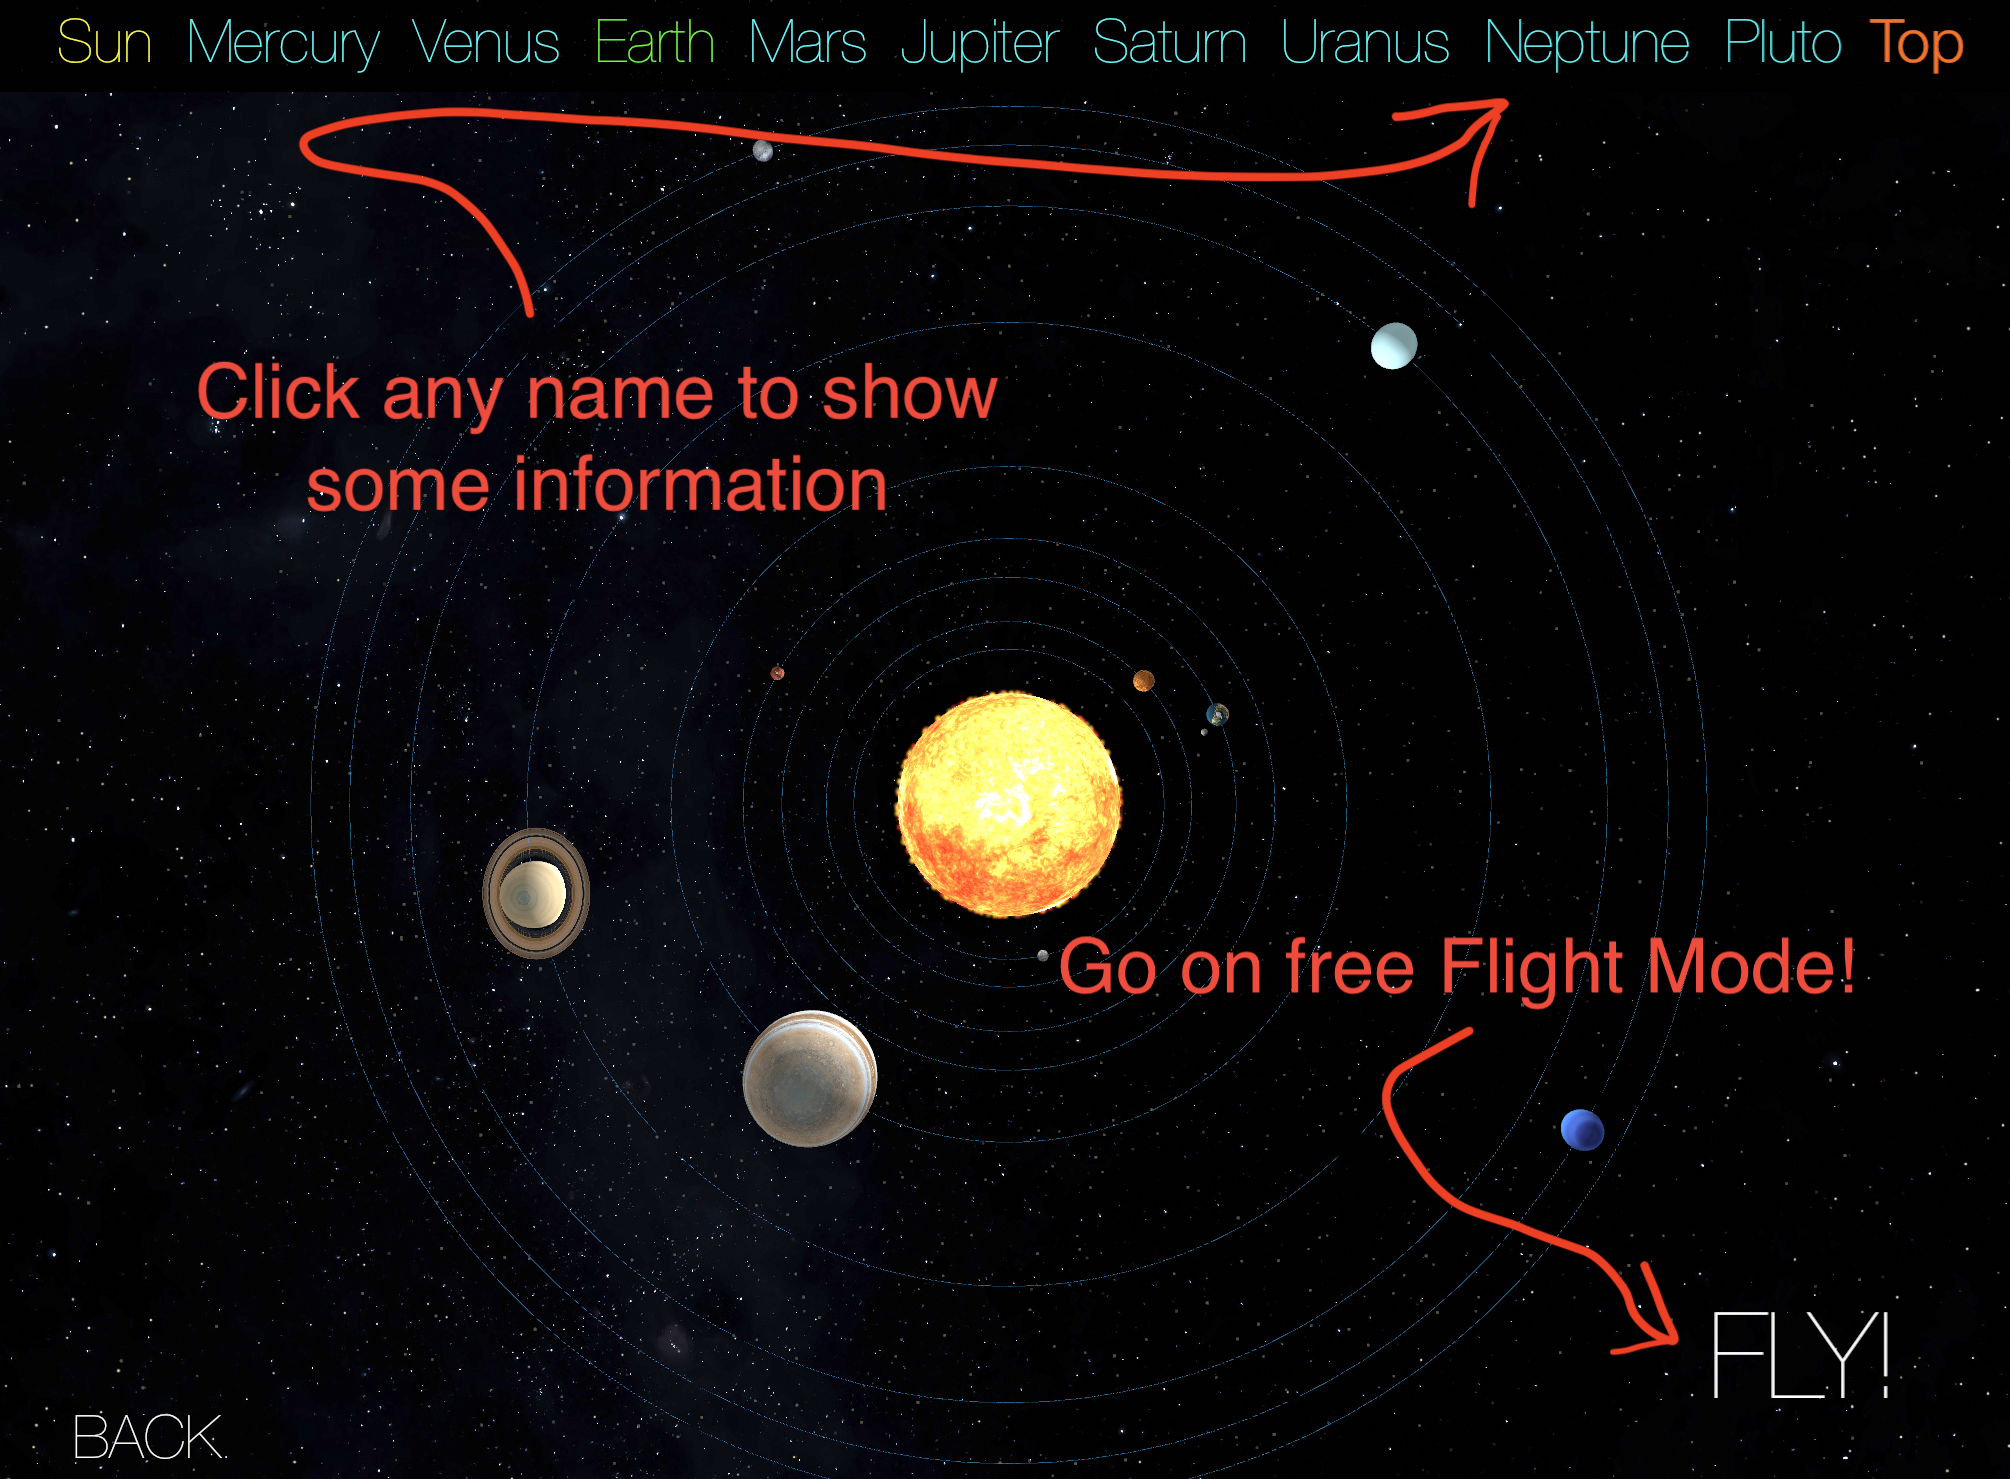 Sun Mercury Venus Earth Mars Jupiter Saturn Uranus Neptune Pluto Top
Click any name to show
some information
Go on free Flight Mode!
FLY!
BACK